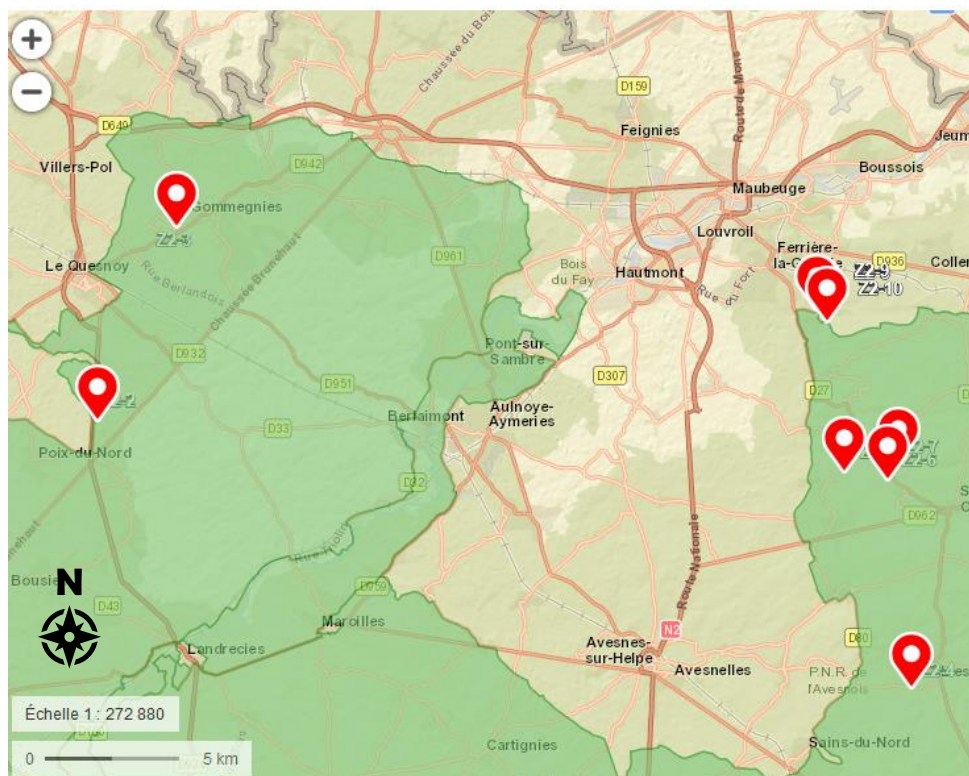 +
−
Chaussée du Bois
D159
Route de Mons
D649
Feignies
Jeum
Villers-Pol
D942
Boussois
Maubeuge
Gommegnies
Louvroil
Z2-3
D961
Ferrière-
la-Grande
Le Quesnoy
Rue Berlandois
Chaussée Brunehaut
Bois
du Fay
Hautmont
Rue du Fort
Z2-9
D936
Coller
Z2-10
Pont-sur-
Sambre
D932
D951
D307
D27
Berlaimont
Aulnoye-
Aymeries
D33
Poix-du-Nord
D32
Z2-6
D962
Route Nationale
N
D959
D43
Maroilles
Landrecies
N2
Avesnes-
sur-Helpe
Avesnelles
D80
P.N.R. de
l'Avesnois
Échelle 1 : 272 880
0 5 km
Cartignies
Sains-du-Nord